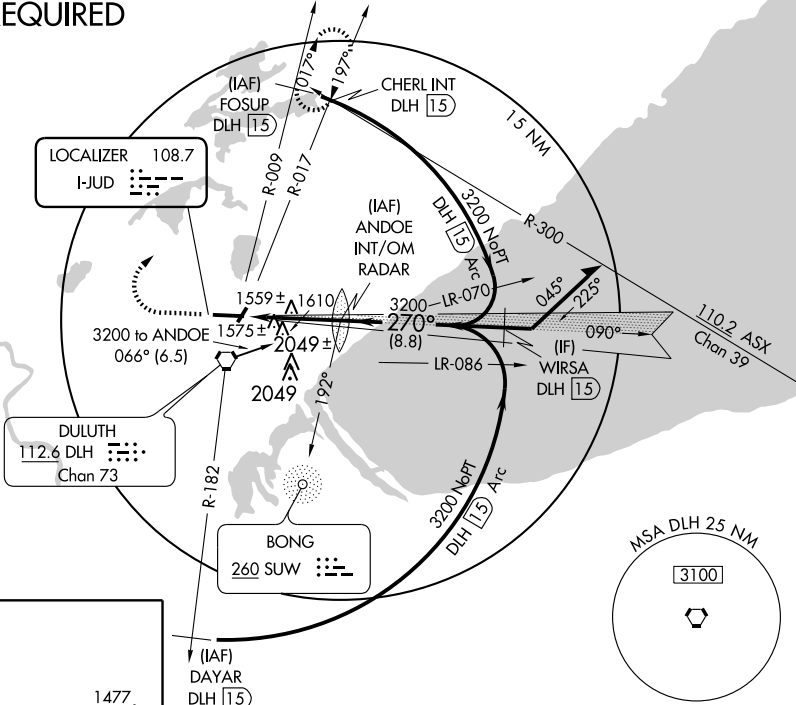 EQUIRED
(IAF)
FOSUP
DLH 15
017°
197°
CHERL INT
DLH 15
15 NM
LOCALIZER 108.7
I-JUD
R-009
R-017
(IAF)
ANDOE
INT/OM
RADAR
3200 NoPT
DLH 15 Arc
R-300
1559 ±
1610
3200
LR-070
045°
225°
1575 ±
270°
(8.8)
090°
110.2 ASX
Chan 39
3200 to ANDOE
066° (6.5)
2049 ±
2049
192°
LR-086
(IF)
WIRSA
DLH 15
DULUTH
112.6 DLH
Chan 73
R-182
3200 NoPT
DLH 15 Arc
BONG
260 SUW
MSA DLH 25 NM
3100
(IAF)
DAYAR
DLH 15
1477